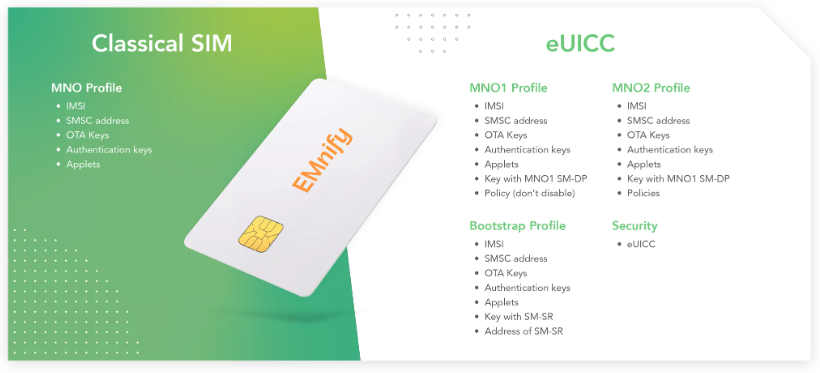 Classical SIM
MNO Profile
• IMSI
• SMSC address
• OTA Keys
• Authentication keys
• Applets
EMnify
eUICC
MNO1 Profile
• IMSI
• SMSC address
• OTA Keys
• Authentication keys
• Applets
• Key with MNO1 SM-DP
• Policy (don't disable)
MNO2 Profile
• IMSI
• SMSC address
• OTA Keys
• Authentication keys
• Applets
• Key with MNO1 SM-DP
• Policies
Bootstrap Profile
• IMSI
• SMSC address
• OTA Keys
• Authentication keys
• Applets
• Key with SM-SR
• Address of SM-SR
Security
• eUICC